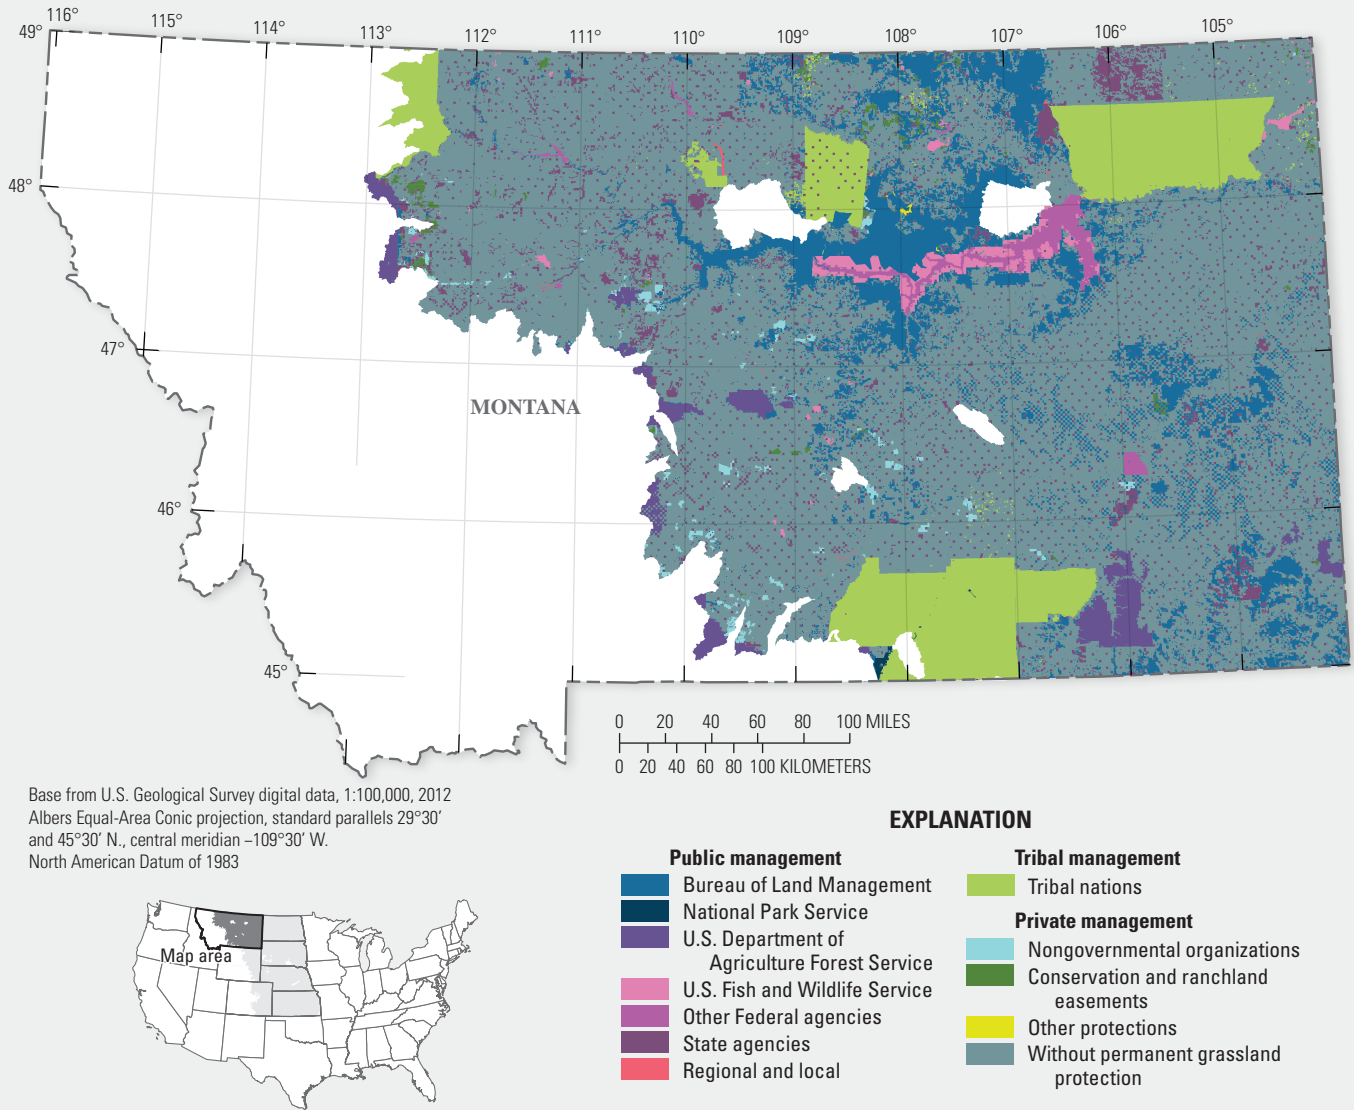 116°
115°
114°
113°
112°
110°
109°
108°
107°
106°
105°
49°
48°
47°
46°
45°
MONTANA
0 20 40 60 80 100 MILES
0 20 40 60 80 100 KILOMETERS
Base from U.S. Geological Survey digital data, 1:100,000, 2012
Albers Equal-Area Conic projection, standard parallels 29°30′
and 45°30′ N., central meridian –109°30′ W.
North American Datum of 1983
Map area
EXPLANATION
Public management
Bureau of Land Management
National Park Service
U.S. Department of
Agriculture Forest Service
U.S. Fish and Wildlife Service
Other Federal agencies
State agencies
Regional and local
Tribal management
Tribal nations
Private management
Nongovernmental organizations
Conservation and ranchland
easements
Other protections
Without permanent grassland
protection